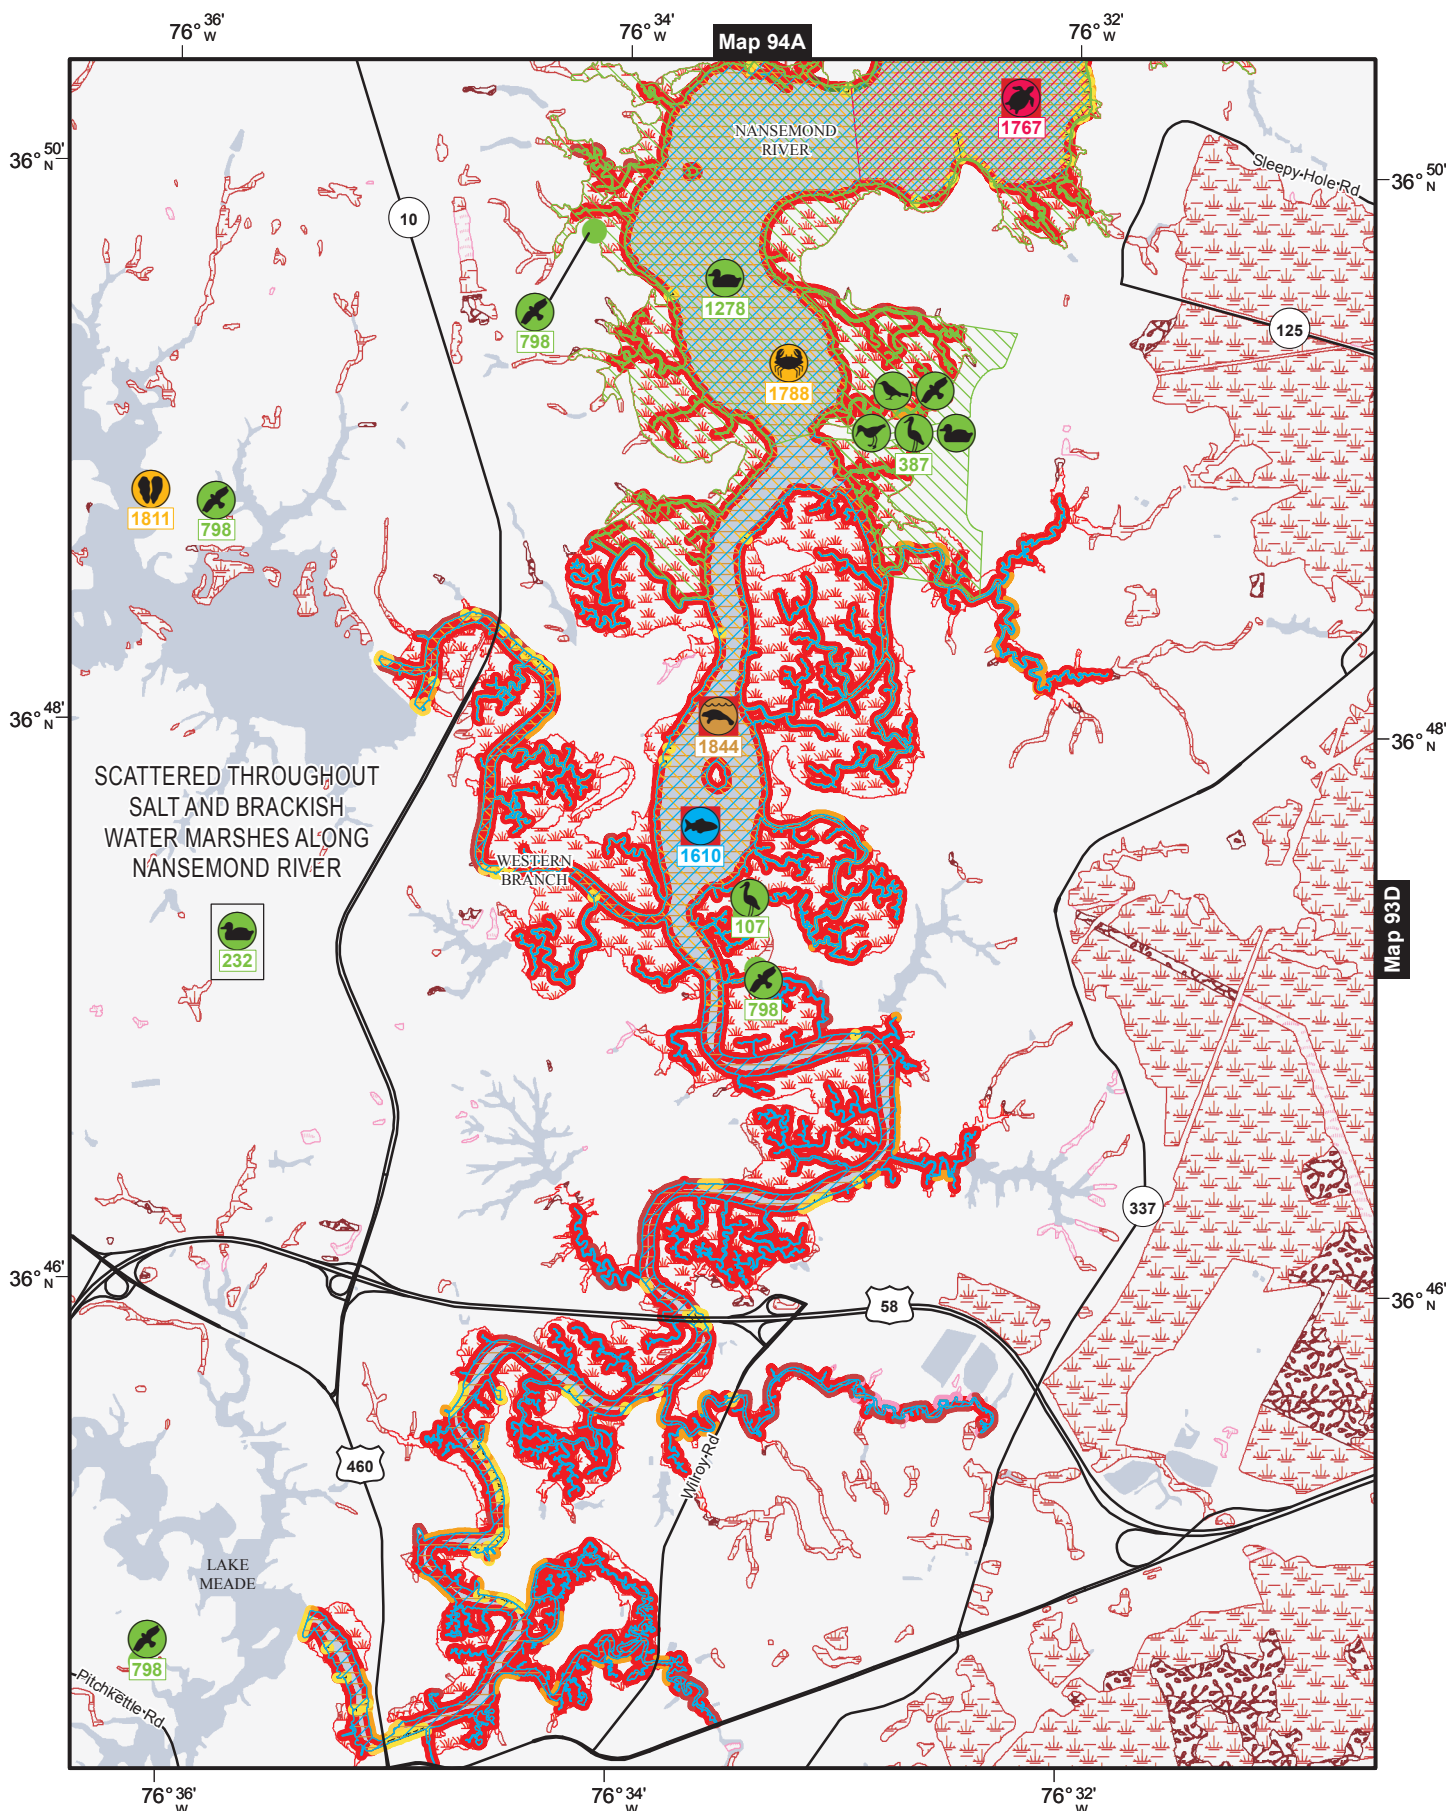 76° 36' W
76° 34' W
76° 32' W
Map 94A
1767
NANSEMOND
RIVER
36° 50' N
36° 50' N
Sleepy Hole Rd
10
1278
798
125
1788
387
1811
798
36° 48' N
36° 48' N
1844
SCATTERED THROUGHOUT
SALT AND BRACKISH
WATER MARSHES ALONG
NANSEMOND RIVER
1610
WESTERN
BRANCH
107
Map 93D
232
798
337
36° 46' N
36° 46' N
58
460
Wilroy Rd
LAKE
MEADE
798
Pitchkettle Rd
76° 36' W
76° 34' W
76° 32' W